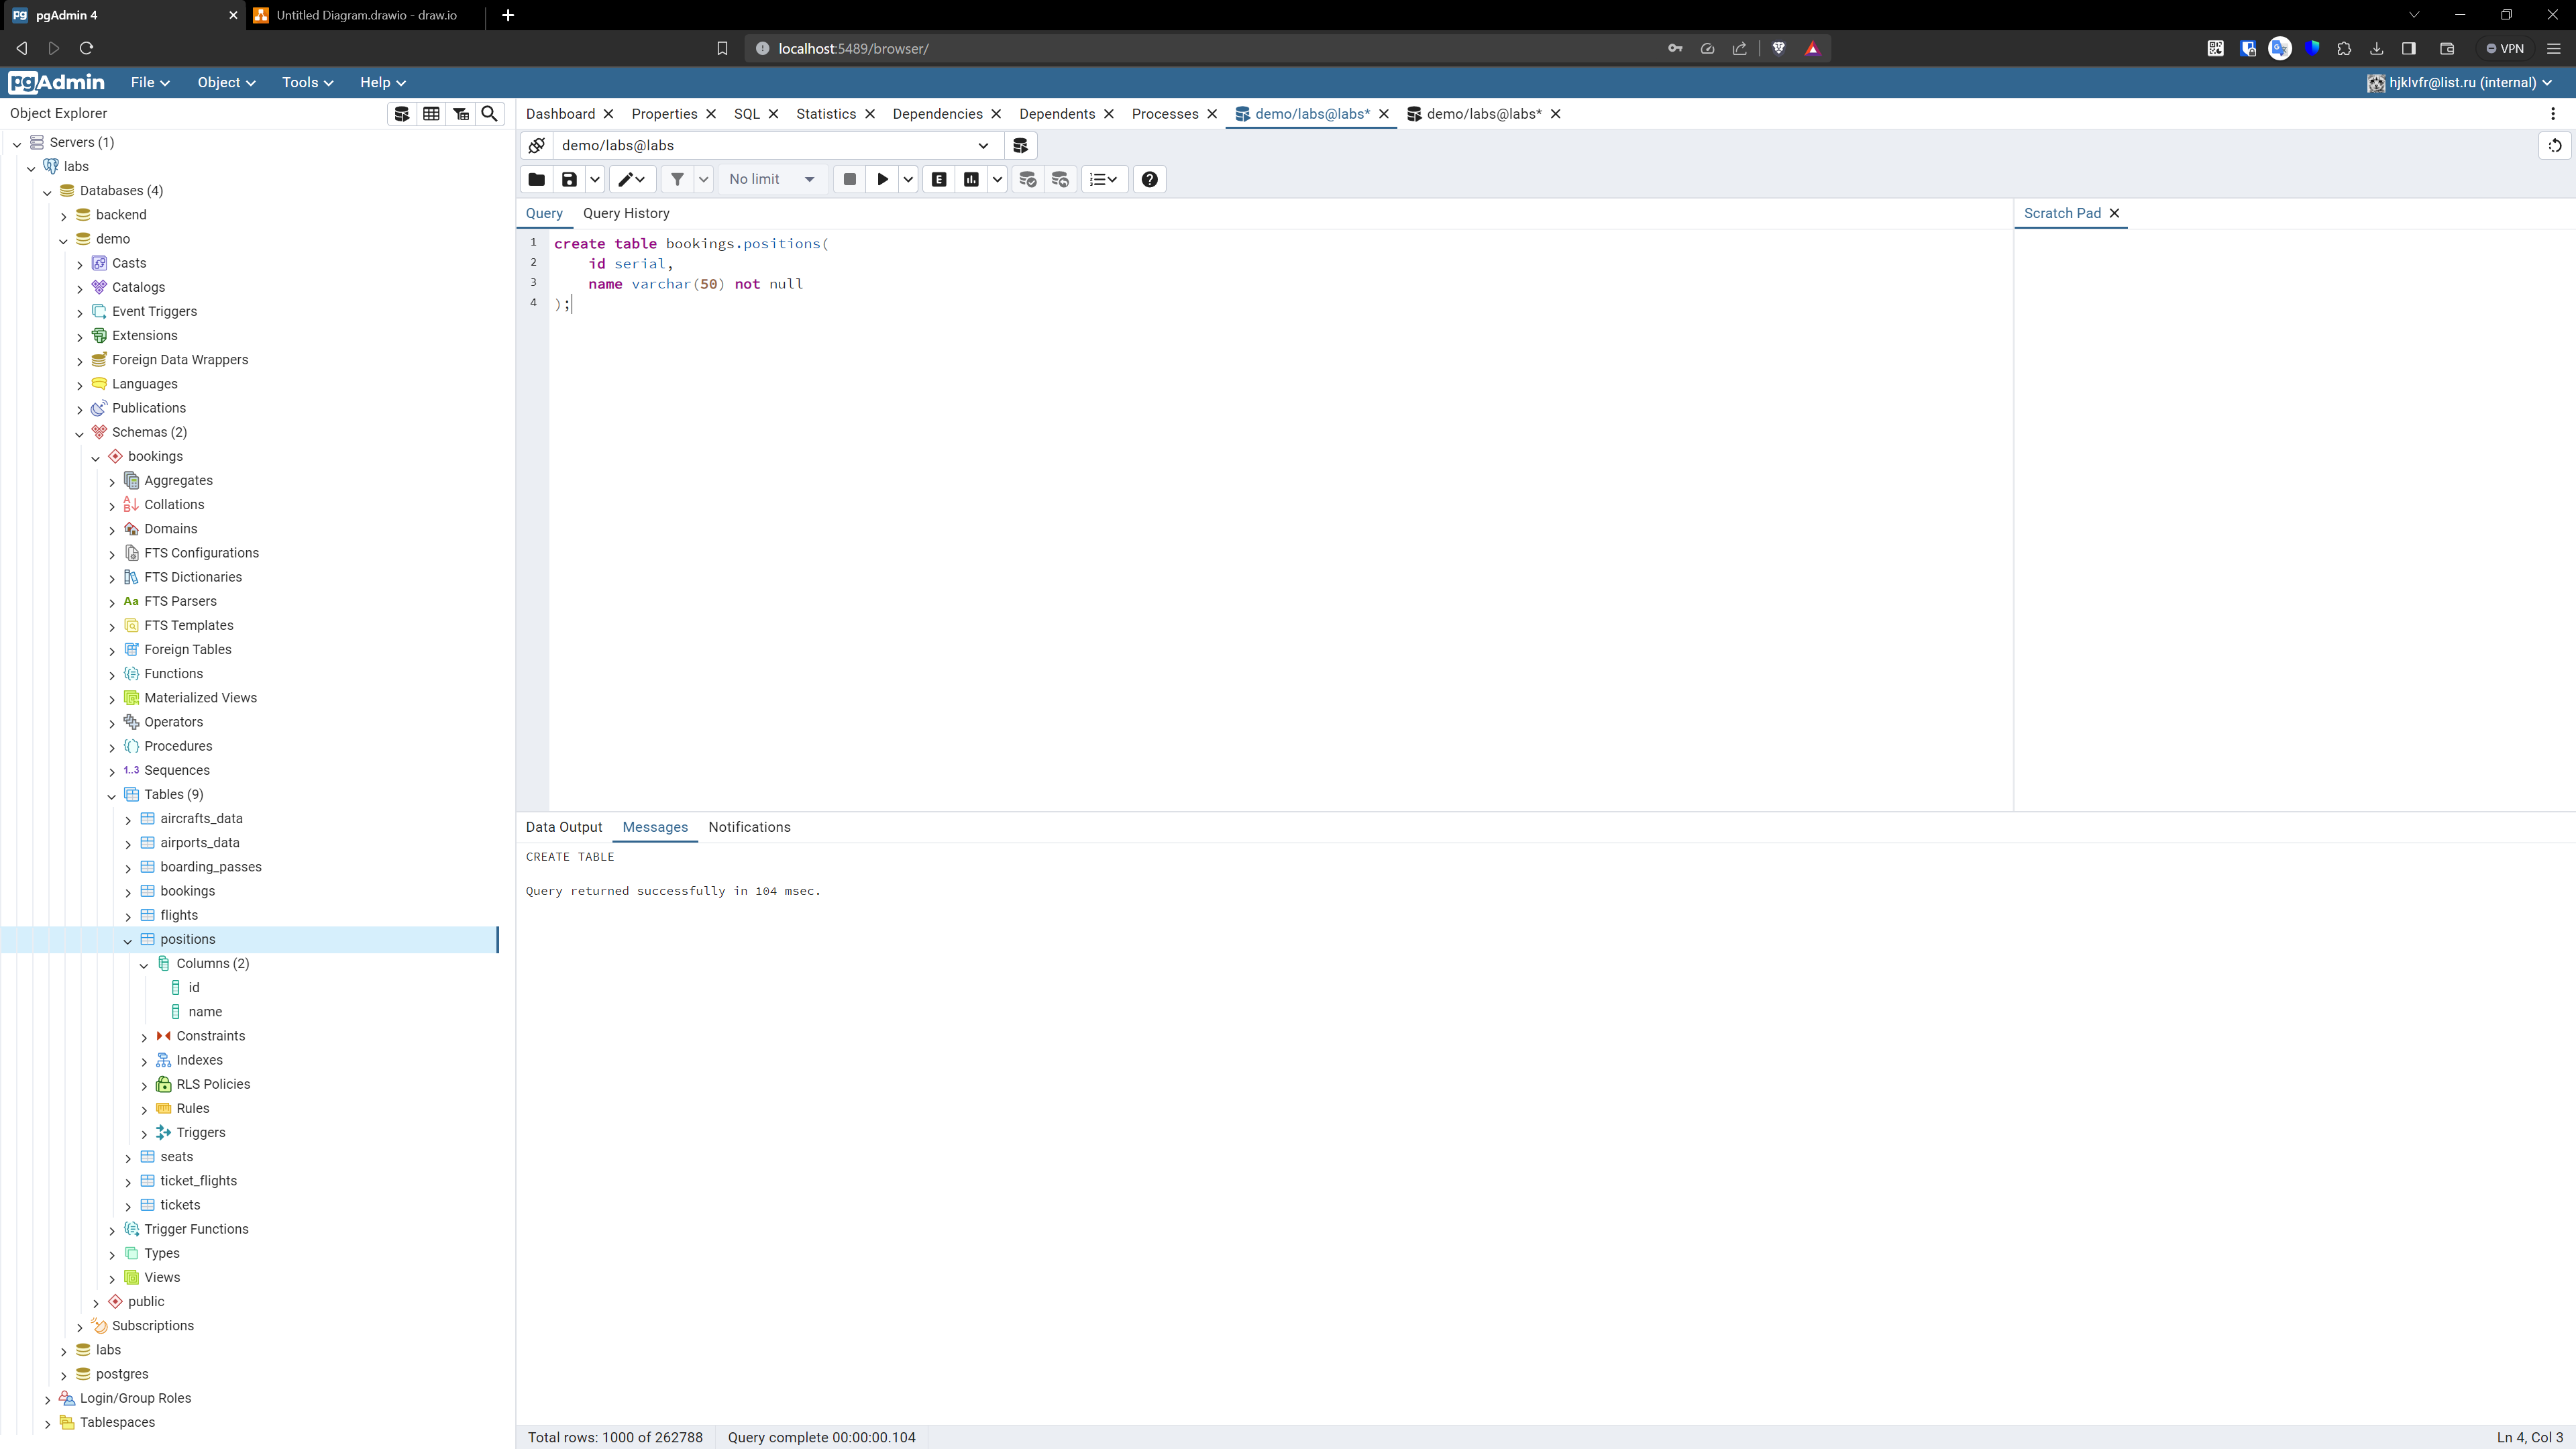 pgAdmin 4
Untitled Diagram.drawio - draw.io
localhost:5489/browser/
VPN
pgAdmin
File
Object
Tools
Help
hjklvfr@list.ru (internal)
Object Explorer
Servers (1)
labs
Databases (4)
backend
demo
Casts
Catalogs
Event Triggers
Extensions
Foreign Data Wrappers
Languages
Publications
Schemas (2)
bookings
Aggregates
Collations
Domains
FTS Configurations
FTS Dictionaries
Aa FTS Parsers
FTS Templates
Foreign Tables
Functions
Materialized Views
Operators
Procedures
1..3 Sequences
Tables (9)
aircrafts_data
airports_data
boarding_passes
bookings
flights
positions
Columns (2)
id
name
Constraints
Indexes
RLS Policies
Rules
Triggers
seats
ticket_flights
tickets
Trigger Functions
Types
Views
public
Subscriptions
labs
postgres
Login/Group Roles
Tablespaces
Dashboard
Properties
SQL
Statistics
Dependencies
Dependents
Processes
demo/labs@labs*
demo/labs@labs*
demo/labs@labs
No limit
E
Query
Query History
Scratch Pad
1 create table bookings.positions(
2 id serial,
3 name varchar(50) not null
4 );
Data Output
Messages
Notifications
CREATE TABLE
Query returned successfully in 104 msec.
Total rows: 1000 of 262788
Query complete 00:00:00.104
Ln 4, Col 3